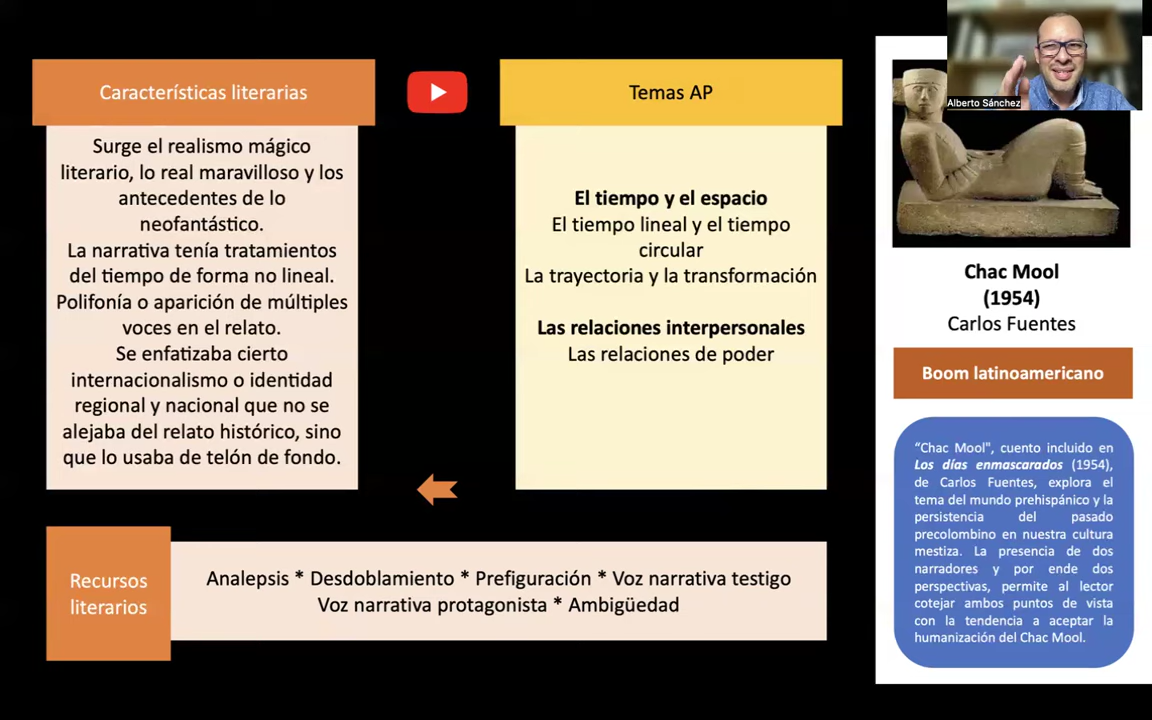 Características literarias
Surge el realismo mágico
literario, lo real maravilloso y los
antecedentes de lo
neofantástico.
La narrativa tenía tratamientos
del tiempo de forma no lineal.
Polifonía o aparición de múltiples
voces en el relato.
Se enfatizaba cierto
internacionalismo o identidad
regional y nacional que no se
alejaba del relato histórico, sino
que lo usaba de telón de fondo.
Temas AP
El tiempo y el espacio
El tiempo lineal y el tiempo
circular
La trayectoria y la transformación
Las relaciones interpersonales
Las relaciones de poder
Recursos
literarios
Analepsis * Desdoblamiento * Prefiguración * Voz narrativa testigo
Voz narrativa protagonista * Ambigüedad
Alberto Sánchez
Chac Mool
(1954)
Carlos Fuentes
Boom latinoamericano
“Chac Mool", cuento incluido en
Los días enmascarados (1954),
de Carlos Fuentes, explora el
tema del mundo prehispánico y la
persistencia del pasado
precolombino en nuestra cultura
mestiza. La presencia de dos
narradores y por ende dos
perspectivas, permite al lector
cotejar ambos puntos de vista
con la tendencia a aceptar la
humanización del Chac Mool.